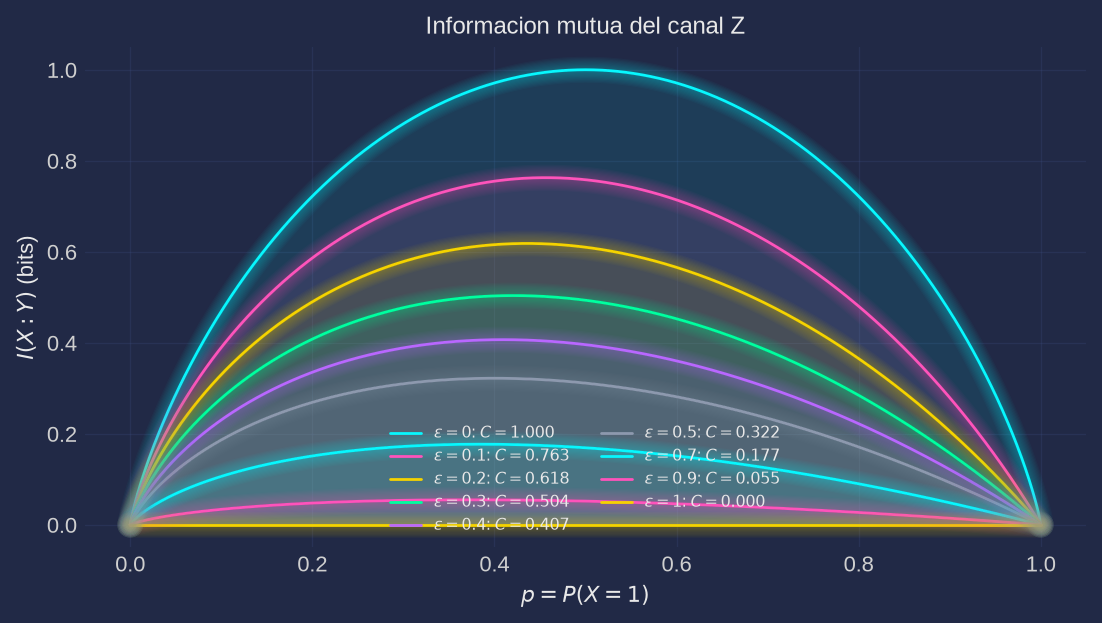 Informacion mutua del canal Z
I(X : Y) (bits)
1.0
0.8
0.6
0.4
0.2
0.0
ε = 0: C = 1.000
ε = 0.1: C = 0.763
ε = 0.2: C = 0.618
ε = 0.3: C = 0.504
ε = 0.4: C = 0.407
ε = 0.5: C = 0.322
ε = 0.7: C = 0.177
ε = 0.9: C = 0.055
ε = 1: C = 0.000
0.0 0.2 0.4 0.6 0.8 1.0
p = P(X = 1)